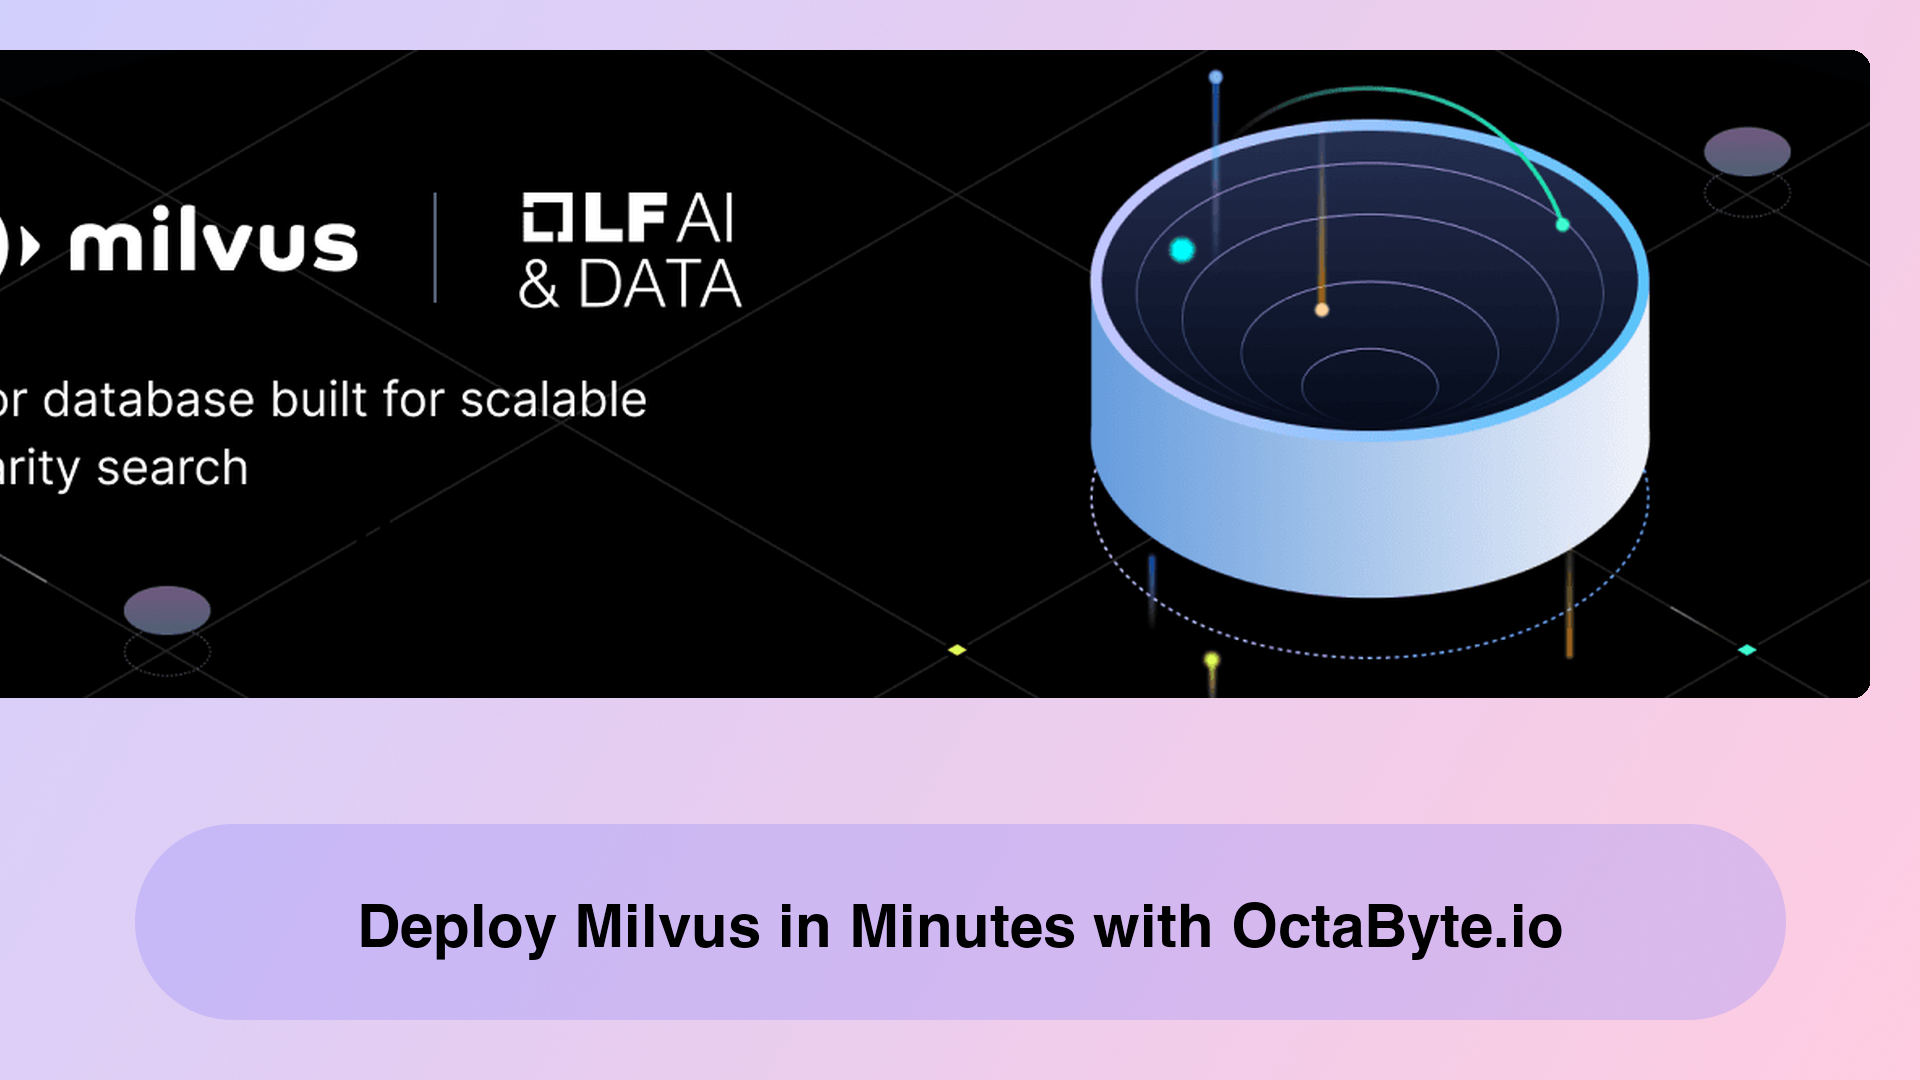 milvus
LF AI
& DATA
or database built for scalable
arity search
Deploy Milvus in Minutes with OctaByte.io